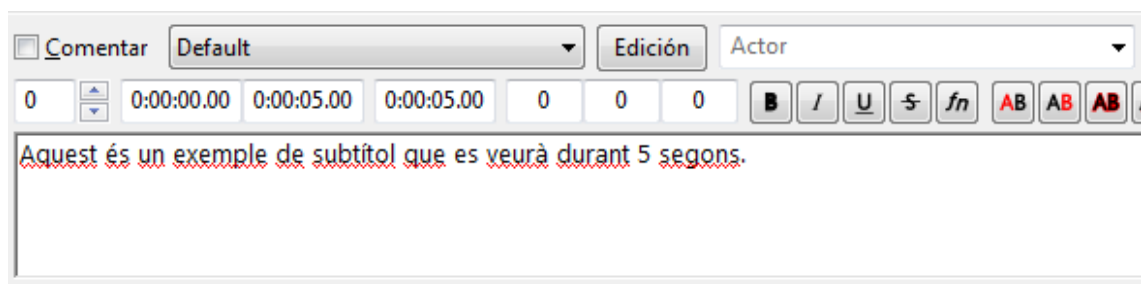 Comentar Default Edición Actor
0 0:00:00.00 0:00:05.00 0:00:05.00 0 0 0 B I U S fn AB AB AB
Aquest és un exemple de subtítol que es veurà durant 5 segons.